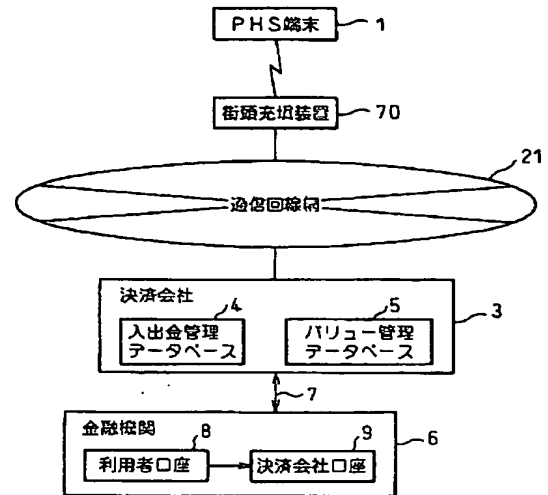 PHS端末
1
街頭充填装置
70
21
通信回線網
決済会社
4
5
3
入出金管理
データベース
バリュー管理
データベース
7
金融機関
8
9
6
利用者口座
決済会社口座